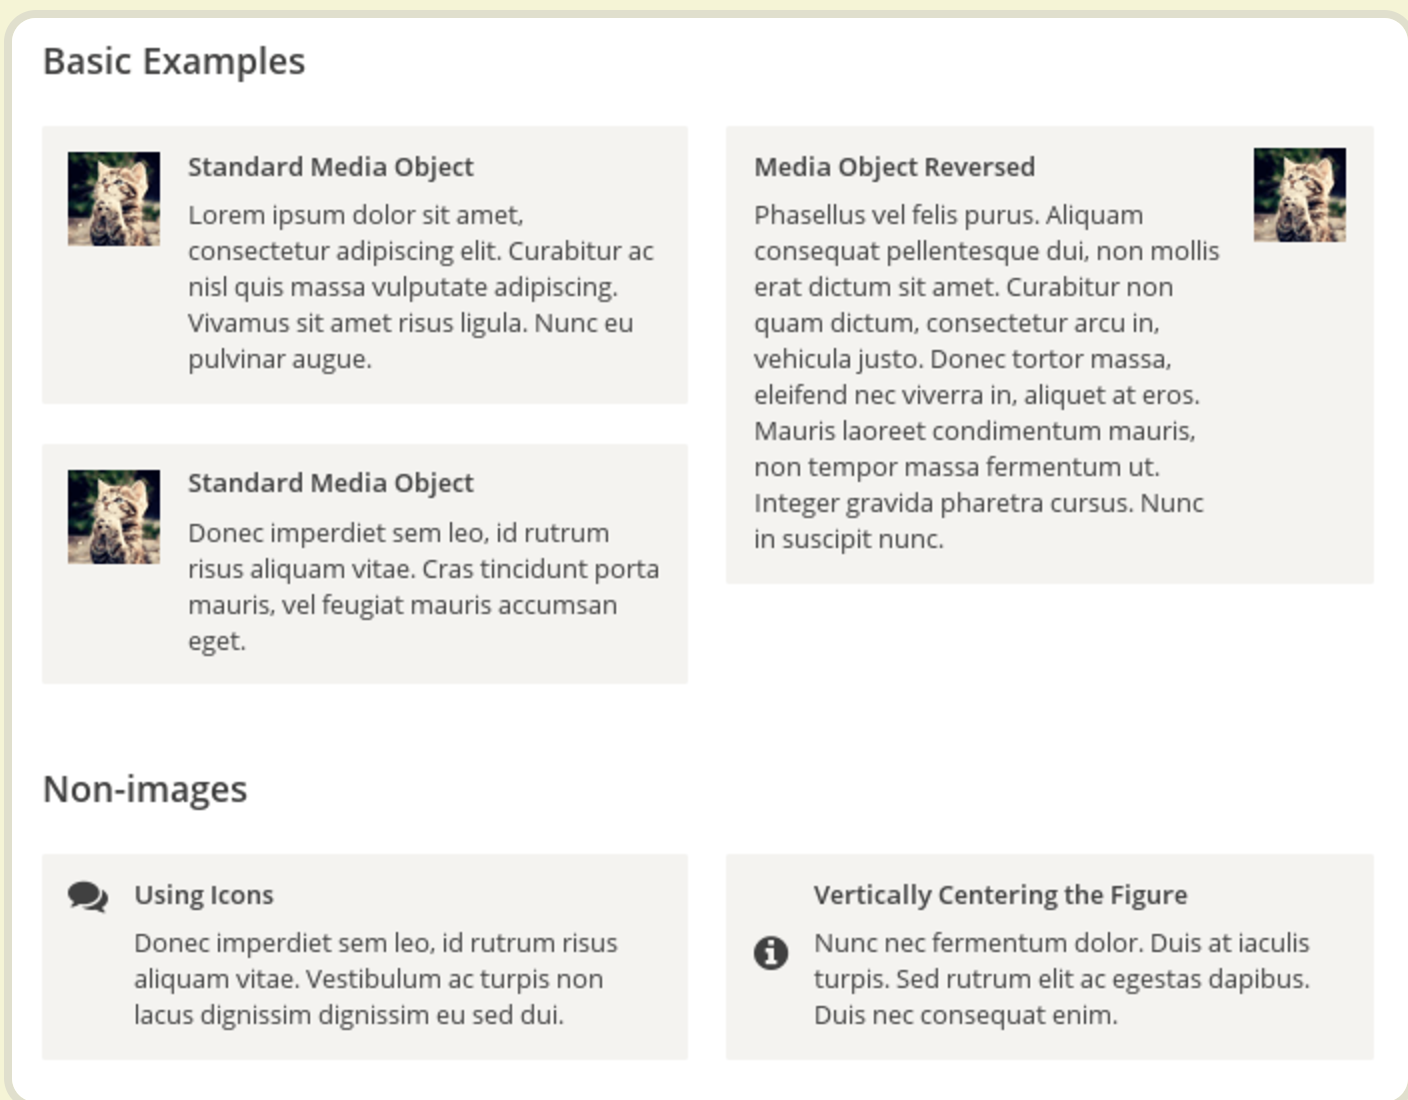 Basic Examples
Standard Media Object
Lorem ipsum dolor sit amet,
consectetur adipiscing elit. Curabitur ac
nisl quis massa vulputate adipiscing.
Vivamus sit amet risus ligula. Nunc eu
pulvinar augue.
Standard Media Object
Donec imperdiet sem leo, id rutrum
risus aliquam vitae. Cras tincidunt porta
mauris, vel feugiat mauris accumsan
eget.
Media Object Reversed
Phasellus vel felis purus. Aliquam
consequat pellentesque dui, non mollis
erat dictum sit amet. Curabitur non
quam dictum, consectetur arcu in,
vehicula justo. Donec tortor massa,
eleifend nec viverra in, aliquet at eros.
Mauris laoreet condimentum mauris,
non tempor massa fermentum ut.
Integer gravida pharetra cursus. Nunc
in suscipit nunc.
Non-images
Using Icons
Donec imperdiet sem leo, id rutrum risus
aliquam vitae. Vestibulum ac turpis non
lacus dignissim dignissim eu sed dui.
Vertically Centering the Figure
Nunc nec fermentum dolor. Duis at iaculis
turpis. Sed rutrum elit ac egestas dapibus.
Duis nec consequat enim.